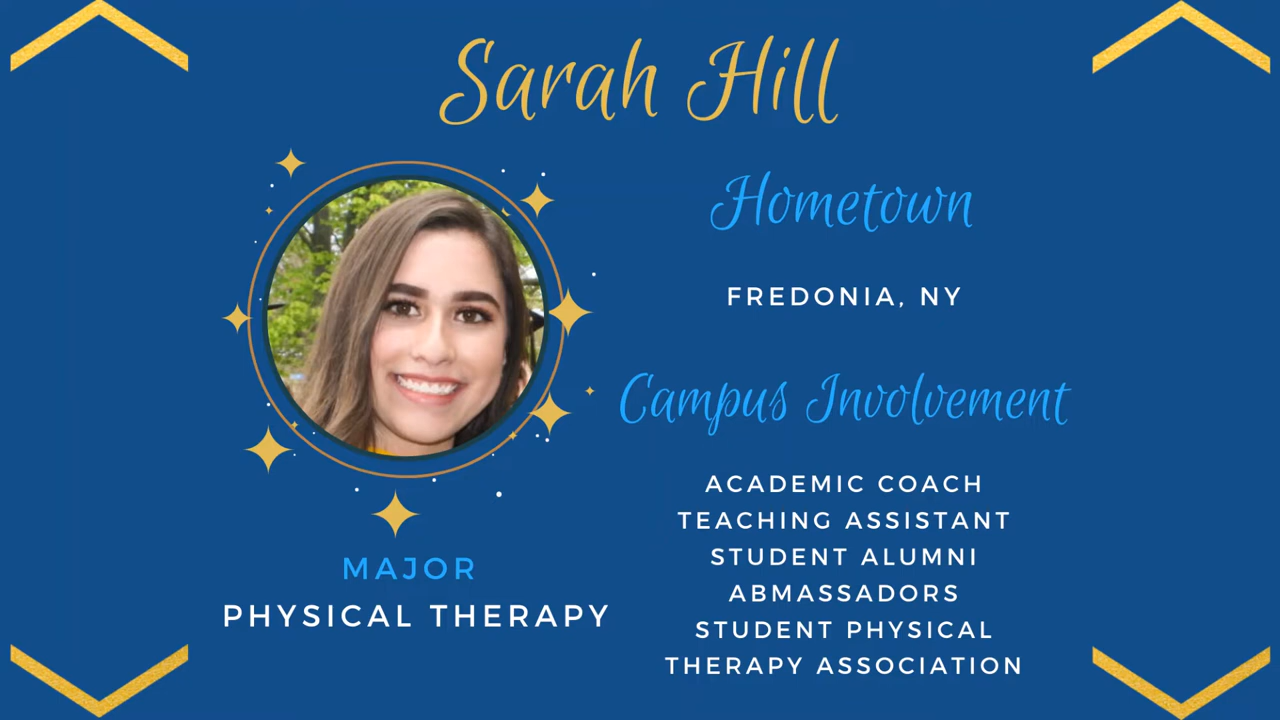 Sarah Hill
Hometown
FREDONIA, NY
Campus Involvement
ACADEMIC COACH
TEACHING ASSISTANT
STUDENT ALUMNI
ABMASSADORS
STUDENT PHYSICAL
THERAPY ASSOCIATION
MAJOR
PHYSICAL THERAPY